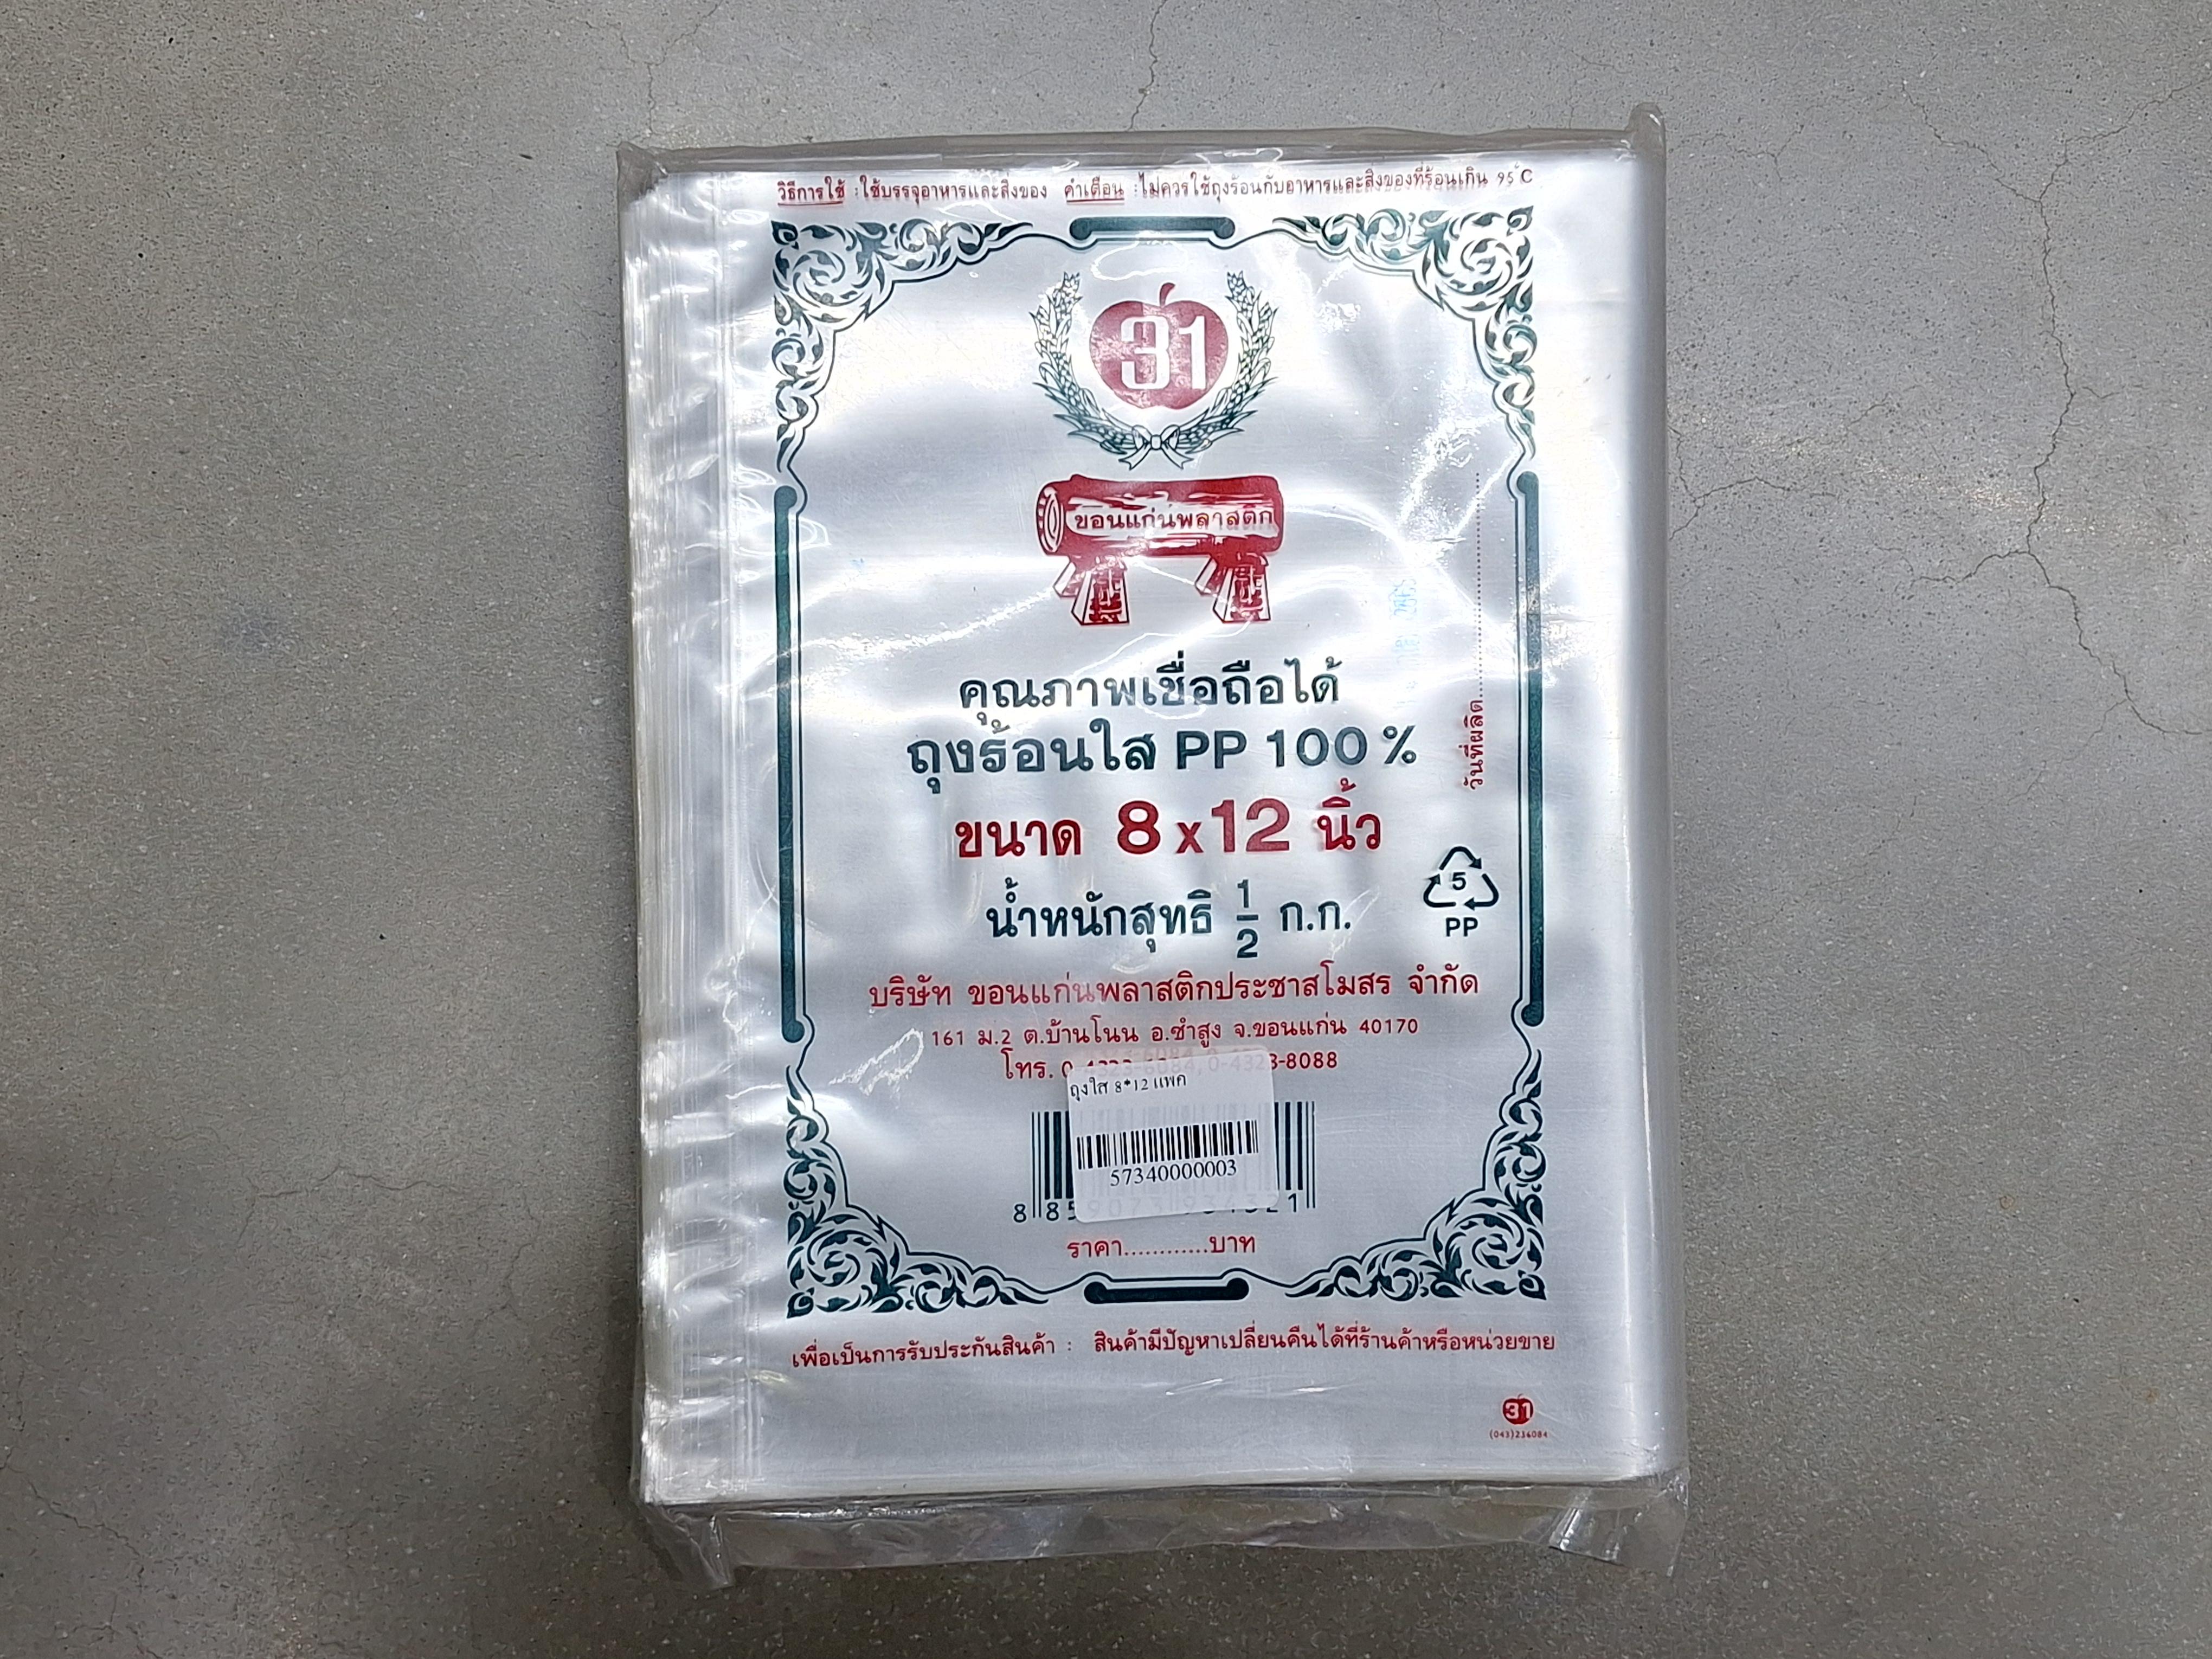 วิธีการใช้ : ใช้บรรจุอาหารและสิ่งของ คำเตือน : ไม่ควรใช้ถุงร้อนกับอาหารและสิ่งของที่ร้อนเกิน 95°C
31
ขอนแก่นพลาสติก
คุณภาพเชื่อถือได้
ถุงร้อนใส PP 100 %
ขนาด 8 x 12 นิ้ว
น้ำหนักสุทธิ 1/2 ก.ก.
วันที่ผลิต
5
PP
บริษัท ขอนแก่นพลาสติกประชาสโมสร จำกัด
161 ม.2 ต.บ้านโนน อ.ซำสูง จ.ขอนแก่น 40170
โทร. 0-4323-6084, 0-4323-8088
ถุงใส 8*12 แพค
57340000003
ราคา............บาท
เพื่อเป็นการรับประกันสินค้า : สินค้ามีปัญหาเปลี่ยนคืนได้ที่ร้านค้าหรือหน่วยขาย
31
(043)236084